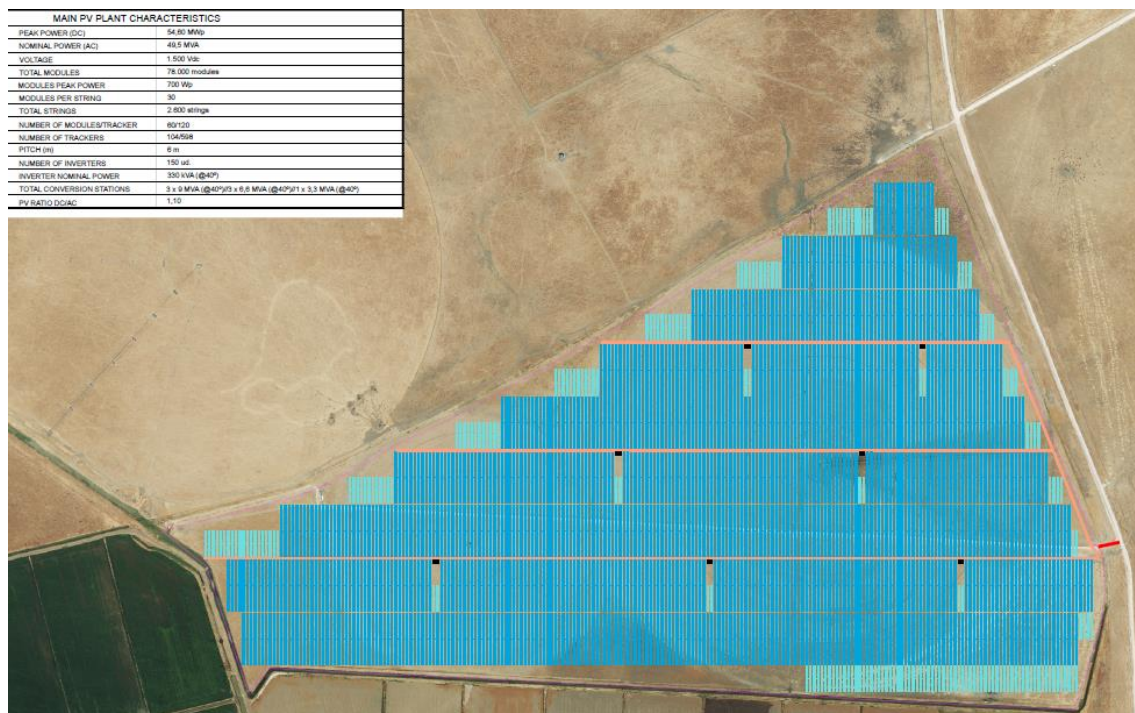 MAIN PV PLANT CHARACTERISTICS
PEAK POWER (DC) 54,60 MWp
NOMINAL POWER (AC) 49,5 MVA
VOLTAGE 1.500 Vdc
TOTAL MODULES 78.000 modules
MODULES PEAK POWER 700 Wp
MODULES PER STRING 30
TOTAL STRINGS 2.600 strings
NUMBER OF MODULES/TRACKER 60/120
NUMBER OF TRACKERS 104/598
PITCH (m) 6 m
NUMBER OF INVERTERS 150 ud.
INVERTER NOMINAL POWER 330 kVA (@40º)
TOTAL CONVERSION STATIONS 3 x 9 MVA (@40º)//3 x 6,6 MVA (@40º)//1 x 3,3 MVA (@40º)
PV RATIO DC/AC 1,10